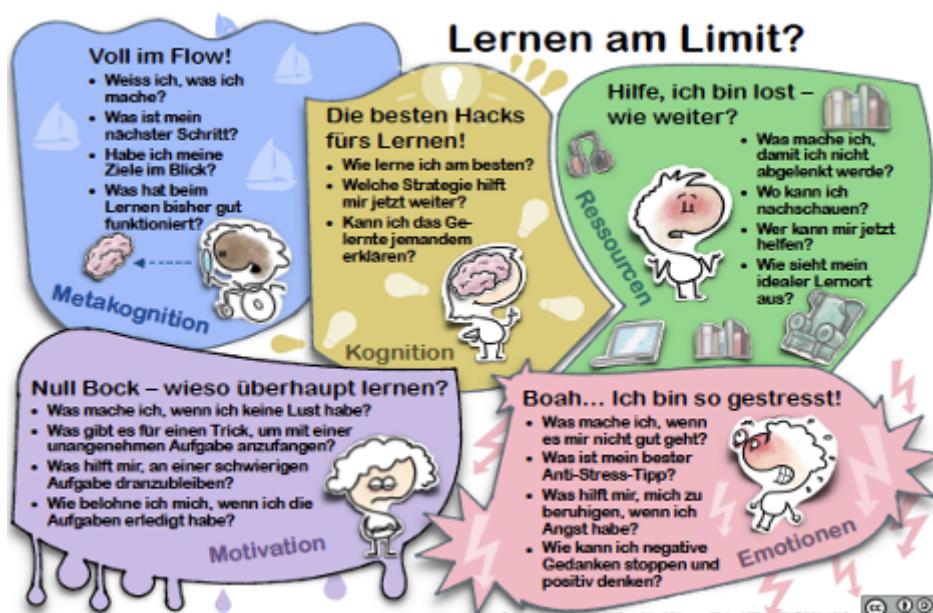 Lernen am Limit?
Voll im Flow!
• Weiss ich, was ich
mache?
• Was ist mein
nächster Schritt?
• Habe ich meine
Ziele im Blick?
• Was hat beim
Lernen bisher gut
funktioniert?
Metakognition
Die besten Hacks
fürs Lernen!
• Wie lerne ich am besten?
• Welche Strategie hilft
mir jetzt weiter?
• Kann ich das Ge-
lernte jemandem
erklären?
Kognition
Hilfe, ich bin lost –
wie weiter?
• Was mache ich,
damit ich nicht
abgelenkt werde?
• Wo kann ich
nachschauen?
• Wer kann mir jetzt
helfen?
• Wie sieht mein
idealer Lernort
aus?
Ressourcen
Null Bock – wieso überhaupt lernen?
• Was mache ich, wenn ich keine Lust habe?
• Was gibt es für einen Trick, um mit einer
unangenehmen Aufgabe anzufangen?
• Was hilft mir, an einer schwierigen
Aufgabe dranzubleiben?
• Wie belohne ich mich, wenn ich die
Aufgaben erledigt habe?
Motivation
Boah... Ich bin so gestresst!
• Was mache ich, wenn
es mir nicht gut geht?
• Was ist mein bester
Anti-Stress-Tipp?
• Was hilft mir, mich zu
beruhigen, wenn ich
Angst habe?
• Wie kann ich negative
Gedanken stoppen und
positiv denken?
Emotionen
cc